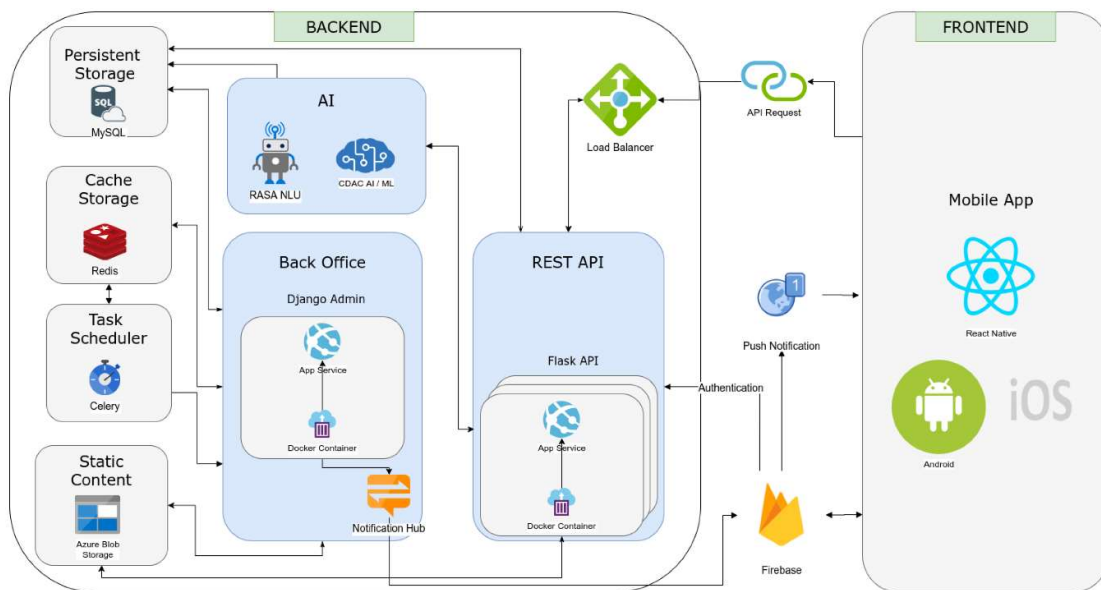 BACKEND
FRONTEND
Persistent
Storage
SQL
MySQL
Cache
Storage
Redis
Task
Scheduler
Celery
Static
Content
Azure Blob
Storage
AI
RASA NLU
CDAC AI / ML
Back Office
Django Admin
App Service
Docker Container
Notification Hub
REST API
Flask API
App Service
Docker Container
Load Balancer
API Request
1
Push Notification
Authentication
Firebase
Mobile App
React Native
Android
iOS